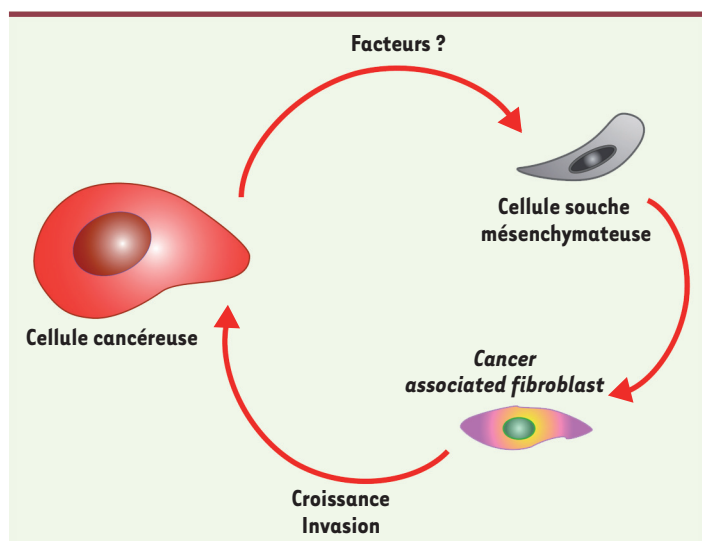 Facteurs ?
Cellule souche
mésenchymateuse
Cellule cancéreuse
Cancer
associated fibroblast
Croissance
Invasion